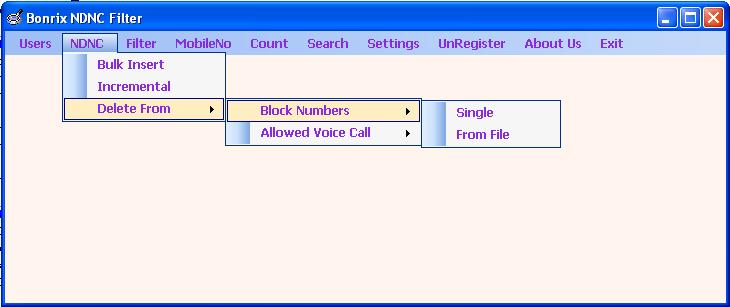 Bonrix NDNC Filter
Users NDNC Filter MobileNo Count Search Settings UnRegister About Us Exit
Bulk Insert
Incremental
Delete From
Block Numbers
Allowed Voice Call
Single
From File